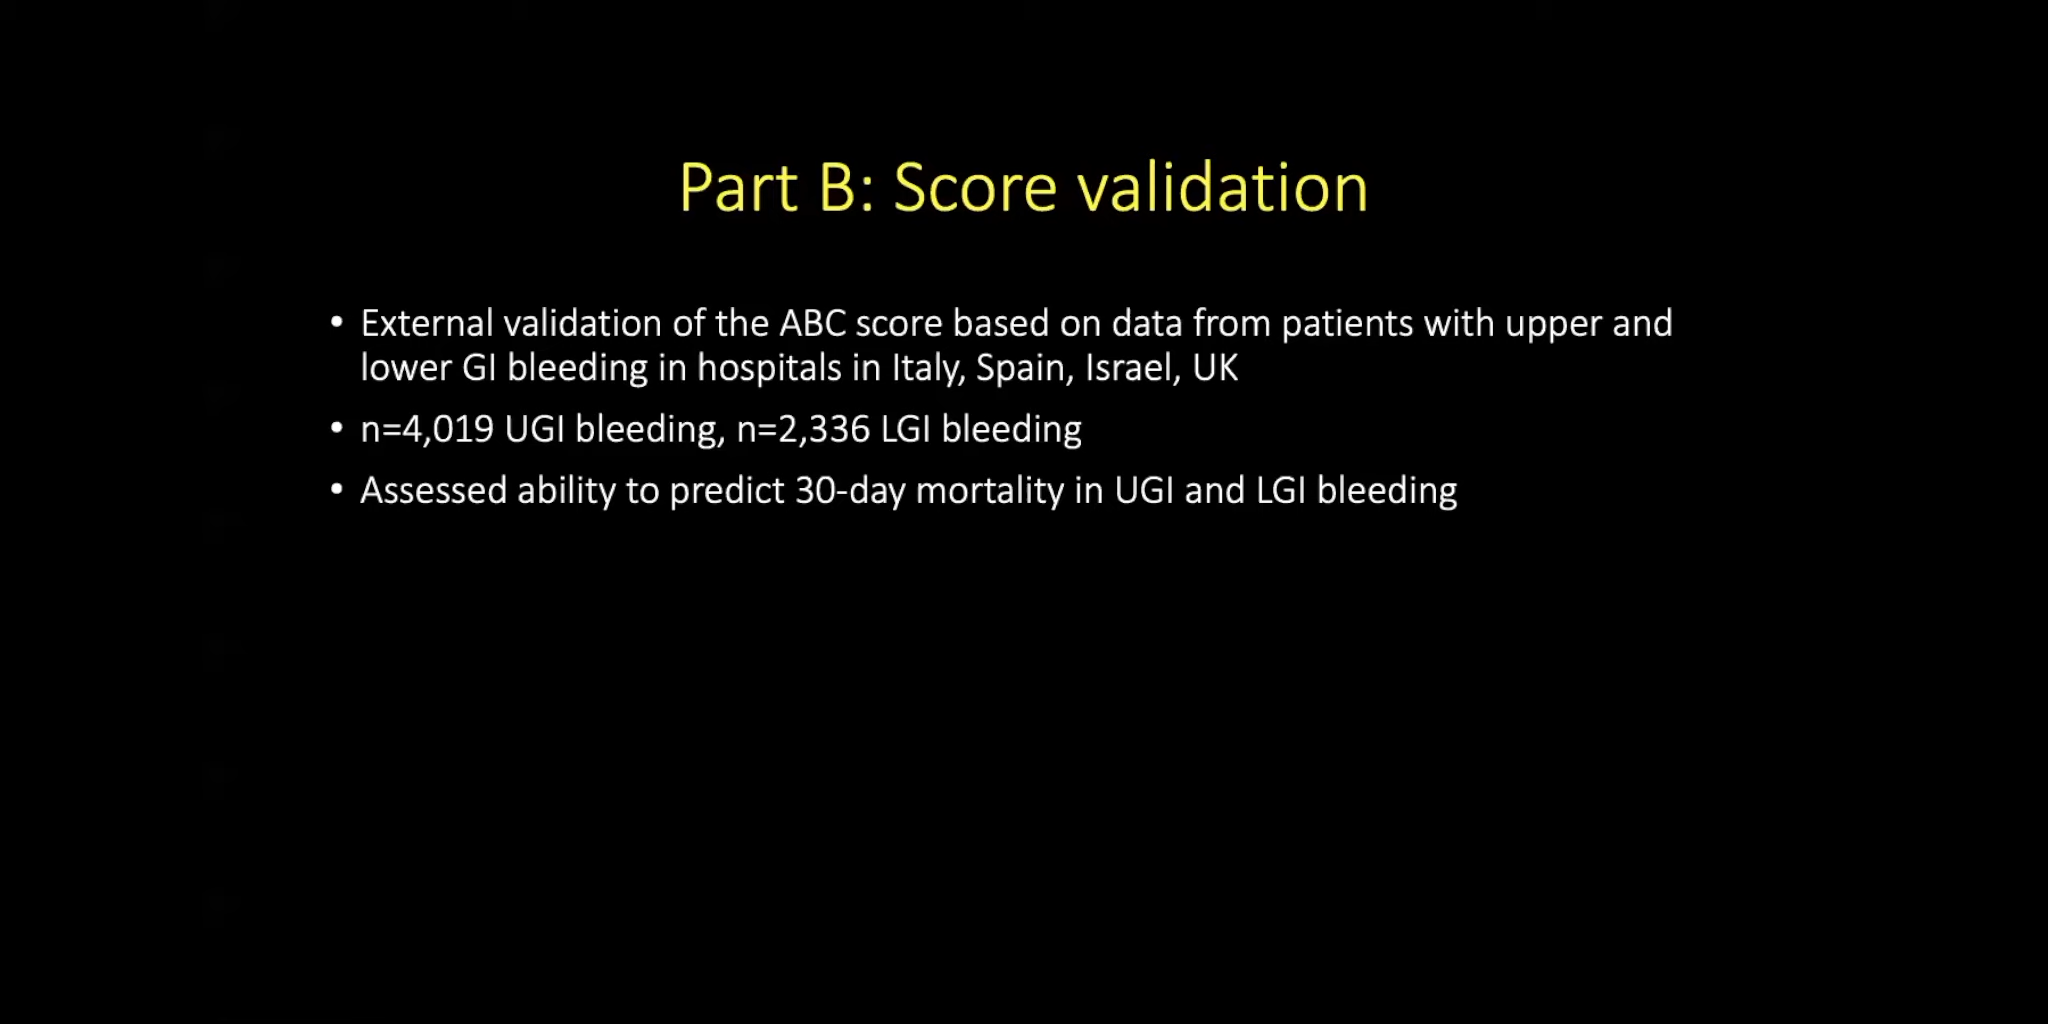 Part B: Score validation
• External validation of the ABC score based on data from patients with upper and
lower GI bleeding in hospitals in Italy, Spain, Israel, UK
• n=4,019 UGI bleeding, n=2,336 LGI bleeding
• Assessed ability to predict 30-day mortality in UGI and LGI bleeding